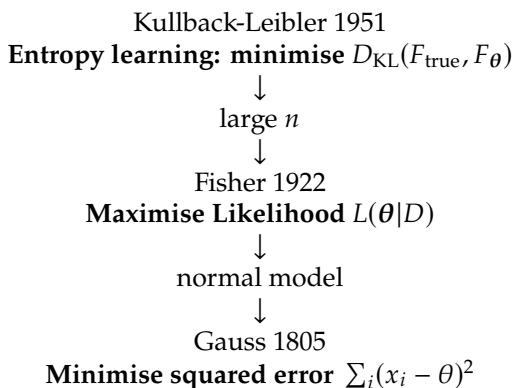 Kullback-Leibler 1951
Entropy learning: minimise D_KL(F_true, F_θ)
↓
large n
↓
Fisher 1922
Maximise Likelihood L(θ|D)
↓
normal model
↓
Gauss 1805
Minimise squared error ∑_i(x_i − θ)²